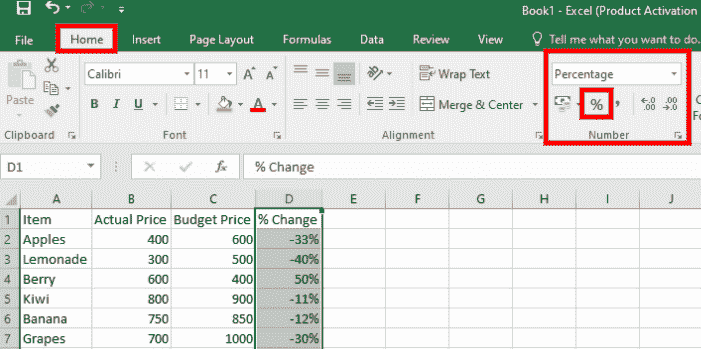 Book1 - Excel (Product Activation
File Home Insert Page Layout Formulas Data Review View Tell me what you want to do.
Paste Calibri 11 A A Wrap Text Percentage
B I U A Merge & Center % , .0 .00 .00 .0
Clipboard Font Alignment Number
D1 fx % Change
A B C D E F G H I J
1 Item Actual Price Budget Price % Change
2 Apples 400 600 -33%
3 Lemonade 300 500 -40%
4 Berry 600 400 50%
5 Kiwi 800 900 -11%
6 Banana 750 850 -12%
7 Grapes 700 1000 -30%